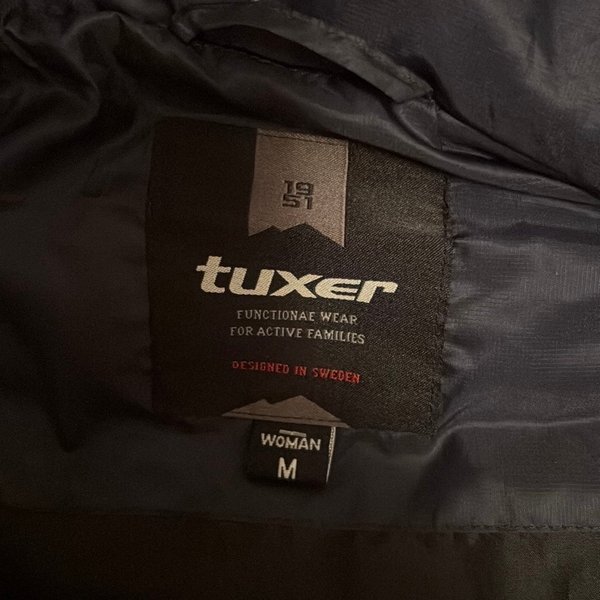 19
51
tuxer
FUNCTIONAE WEAR
FOR ACTIVE FAMILIES
DESIGNED IN SWEDEN
WOMAN
M